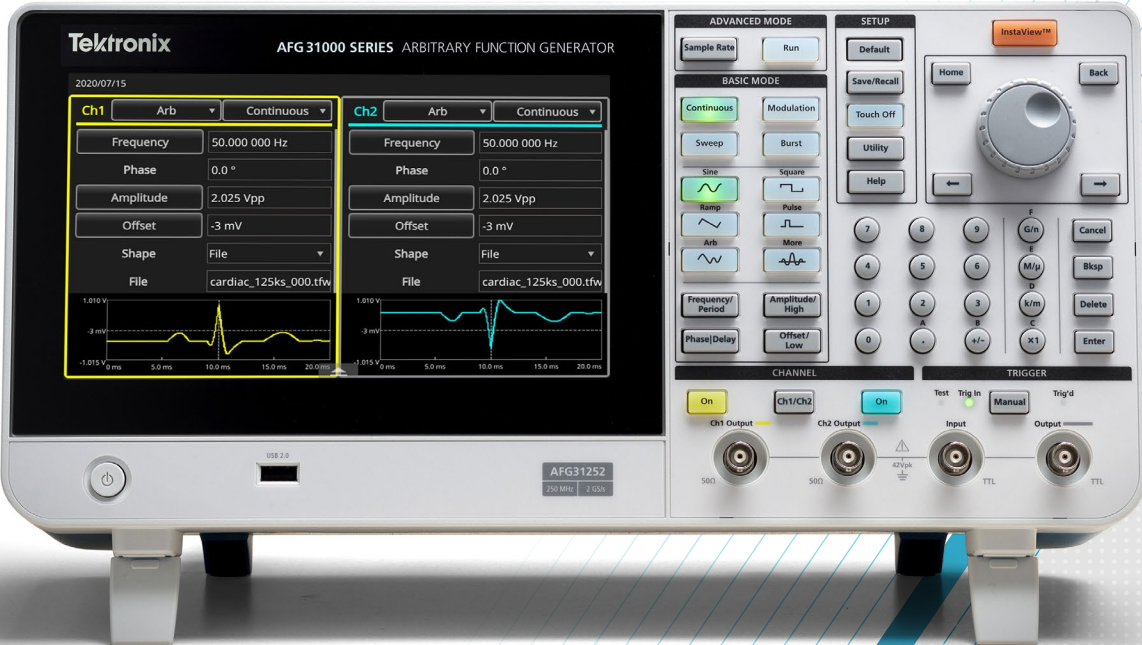 Tektronix
AFG 31000 SERIES ARBITRARY FUNCTION GENERATOR
2020/07/15
Ch1 Arb Continuous
Frequency 50.000 000 Hz
Phase 0.0 °
Amplitude 2.025 Vpp
Offset -3 mV
Shape File
File cardiac_125ks_000.tfw
1.010 V
-3 mV
-1.015 V
0 ms 5.0 ms 10.0 ms 15.0 ms 20.0 ms
Ch2 Arb Continuous
Frequency 50.000 000 Hz
Phase 0.0 °
Amplitude 2.025 Vpp
Offset -3 mV
Shape File
File cardiac_125ks_000.tfw
1.010 V
-3 mV
-1.015 V
0 ms 5.0 ms 10.0 ms 15.0 ms 20.0 ms
USB 2.0
AFG31252
250 MHz 2 GS/s
ADVANCED MODE
Sample Rate Run
BASIC MODE
Continuous Modulation
Sweep Burst
Sine Square
Ramp Pulse
Arb More
Frequency/
Period
Amplitude/
High
Phase|Delay
Offset/
Low
SETUP
Default
Save/Recall
Touch Off
Utility
Help
InstaView™
Home Back
F
7 8 9 G/n Cancel
E
4 5 6 M/µ Bksp
D
1 2 3 k/m Delete
A B C
0 . +/- ×1 Enter
CHANNEL
On Ch1/Ch2 On
Ch1 Output Ch2 Output
50Ω 50Ω
42Vpk
TRIGGER
Test Trig In Manual Trig'd
Input Output
TTL TTL